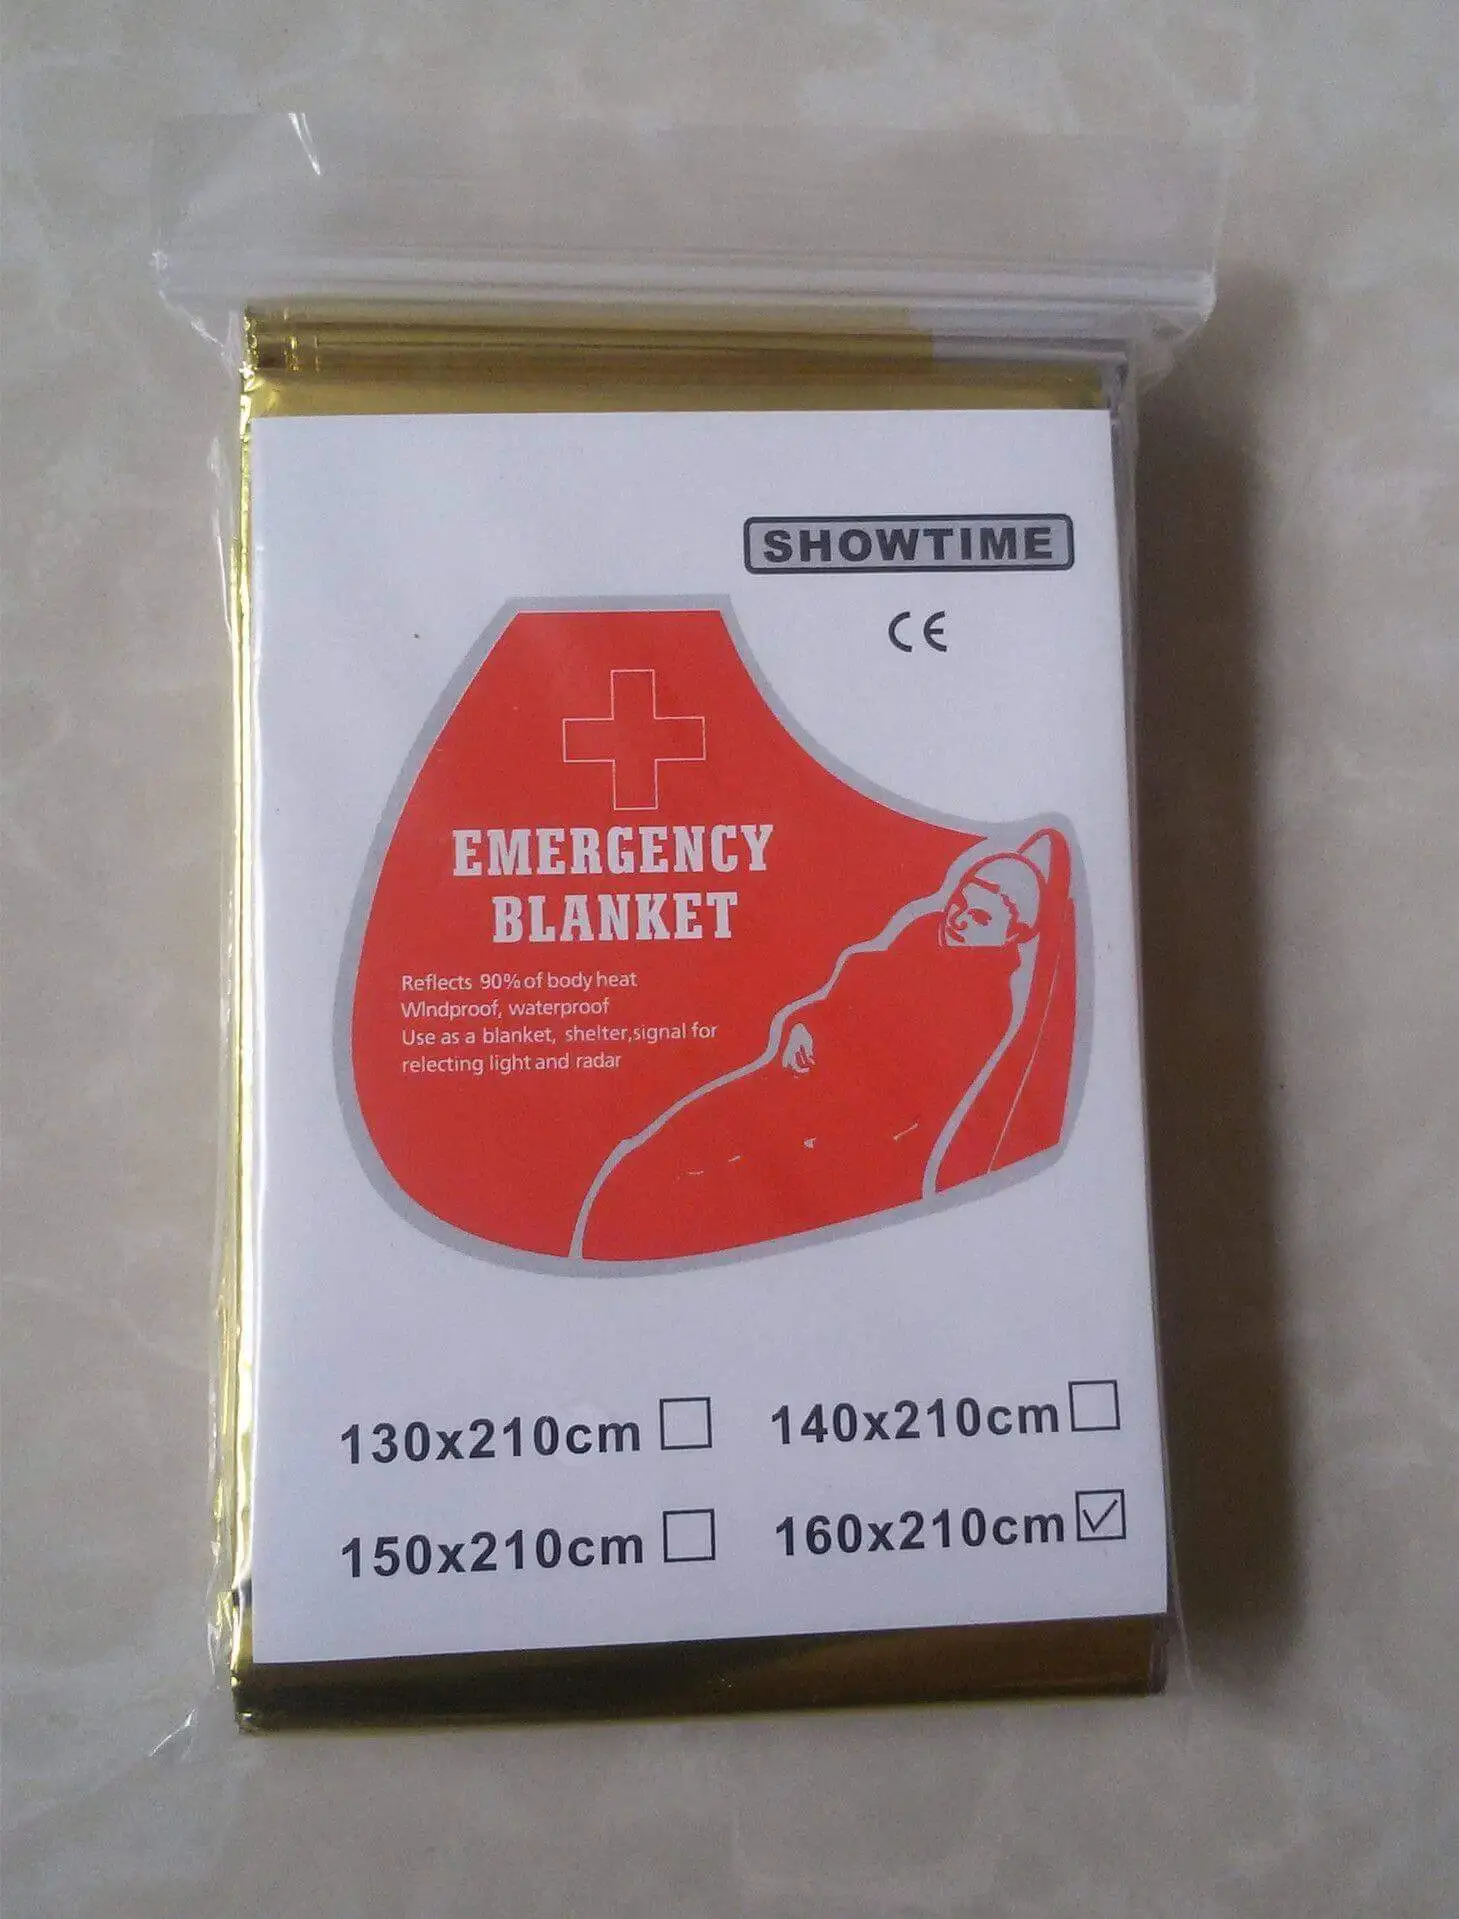 SHOWTIME
CE
EMERGENCY
BLANKET
Reflects 90% of body heat
WIndproof, waterproof
Use as a blanket, shelter,signal for
relecting light and radar
130x210cm
140x210cm
150x210cm
160x210cm